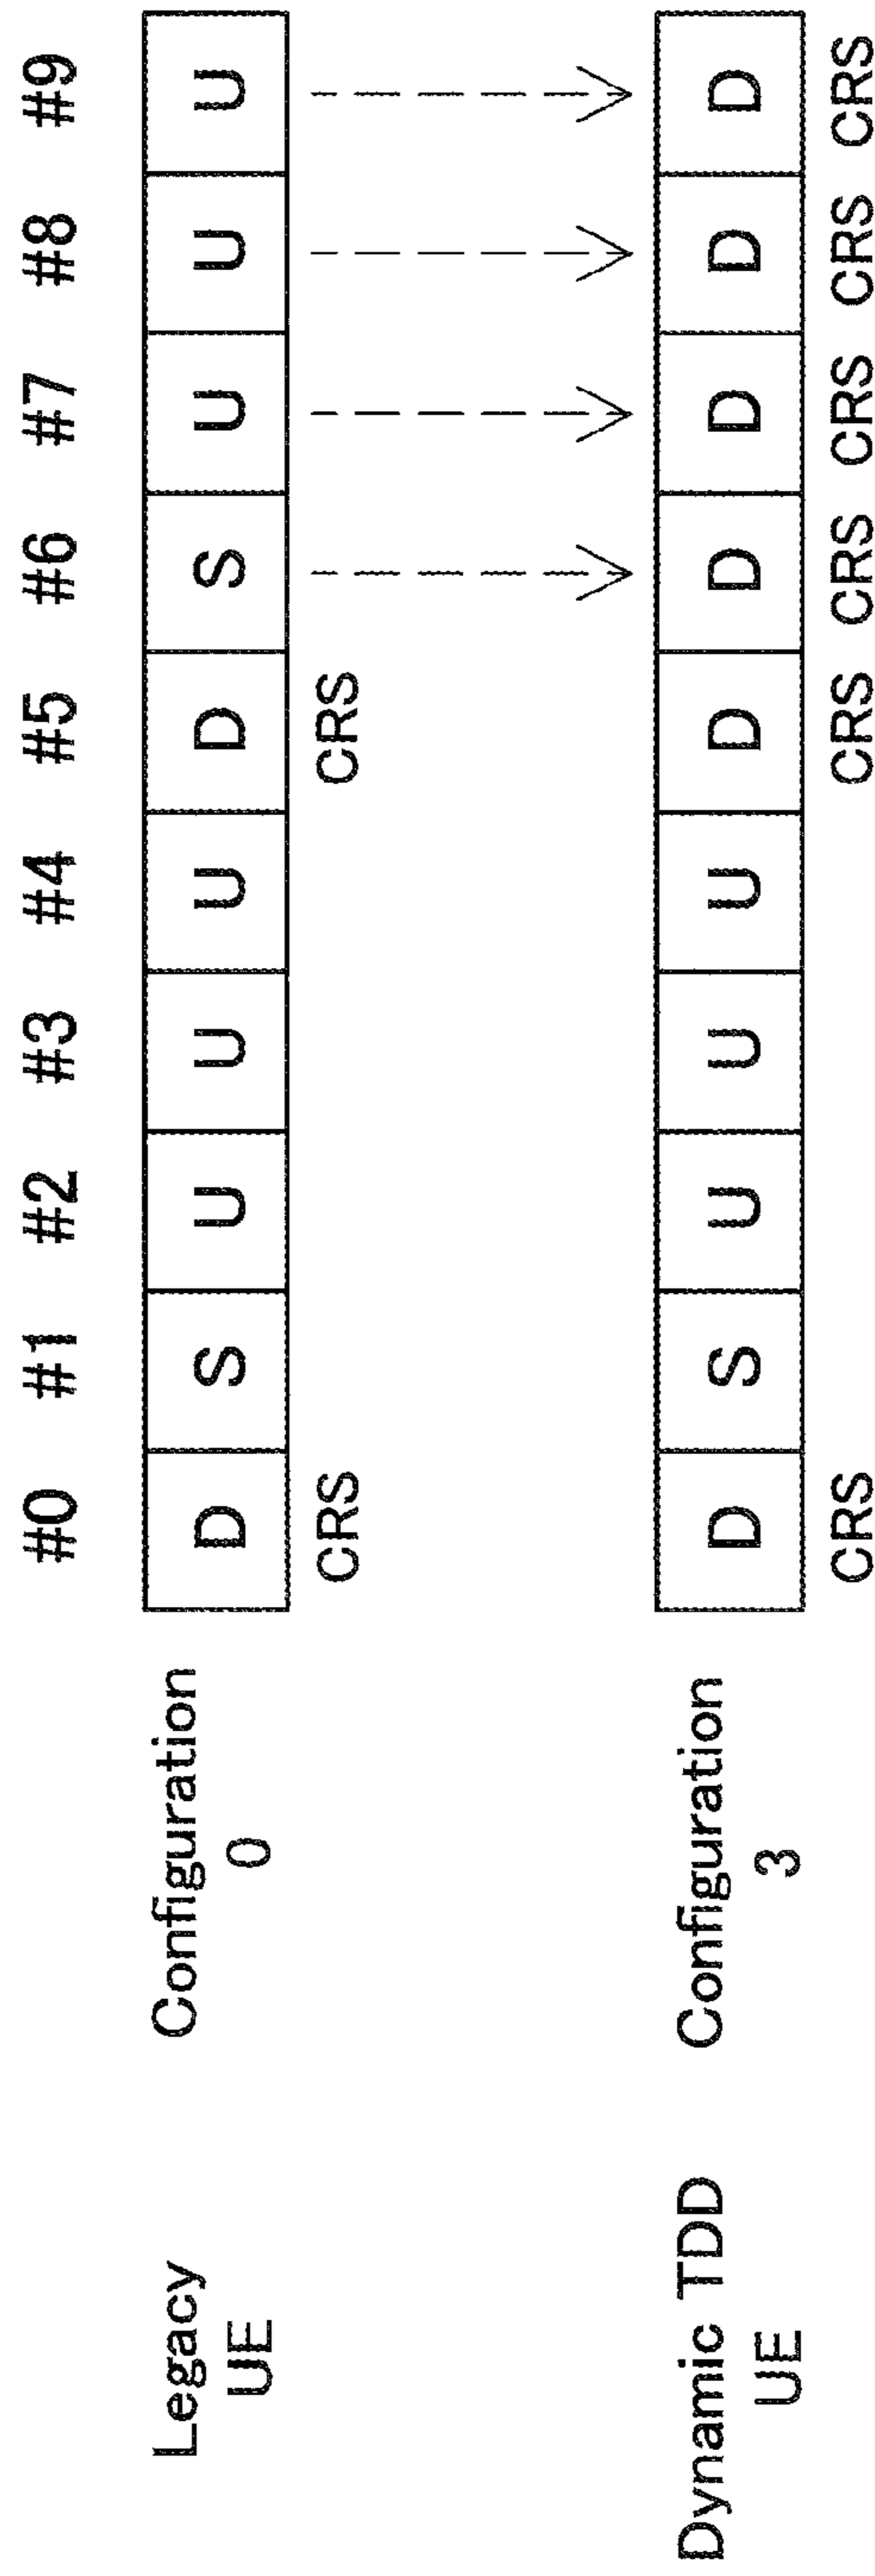 #0 #1 #2 #3 #4 #5 #6 #7 #8 #9
Legacy
UE
Configuration
0
D S U U U D S U U U
CRS CRS
Dynamic TDD
UE
Configuration
3
D S U U U D D D D D
CRS CRS CRS CRS CRS CRS